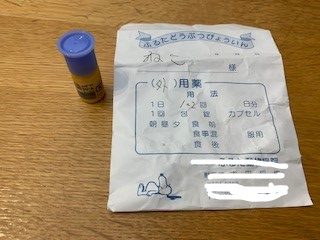 ふるたどうぶつびょういん
ねこ 様
(外)用薬
用法
1日 1~2回 日分
1回 包 錠 カプセル
朝昼夕 食前
食事間 服用
食後